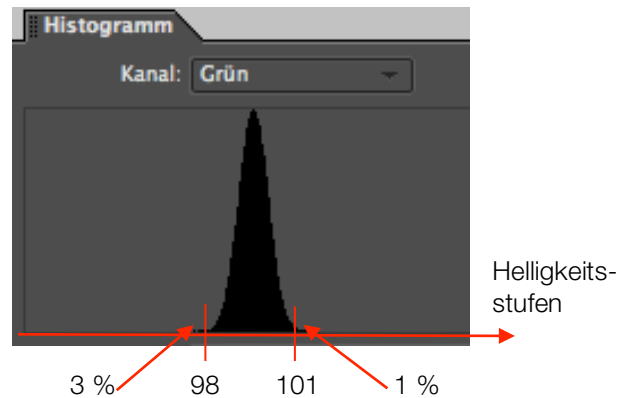 Histogramm
Kanal: Grün
Helligkeits-
stufen
3 % 98 101 1 %